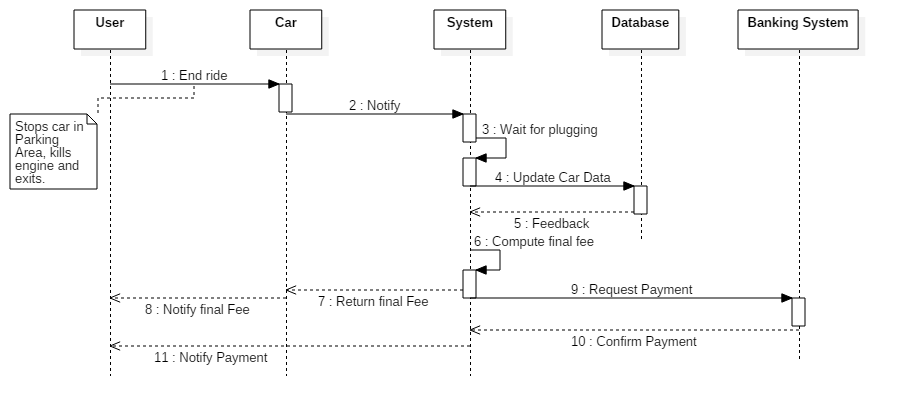 User
Car
System
Database
Banking System
1 : End ride
2 : Notify
Stops car in
Parking
Area, kills
engine and
exits.
3 : Wait for plugging
4 : Update Car Data
5 : Feedback
6 : Compute final fee
7 : Return final Fee
8 : Notify final Fee
9 : Request Payment
10 : Confirm Payment
11 : Notify Payment